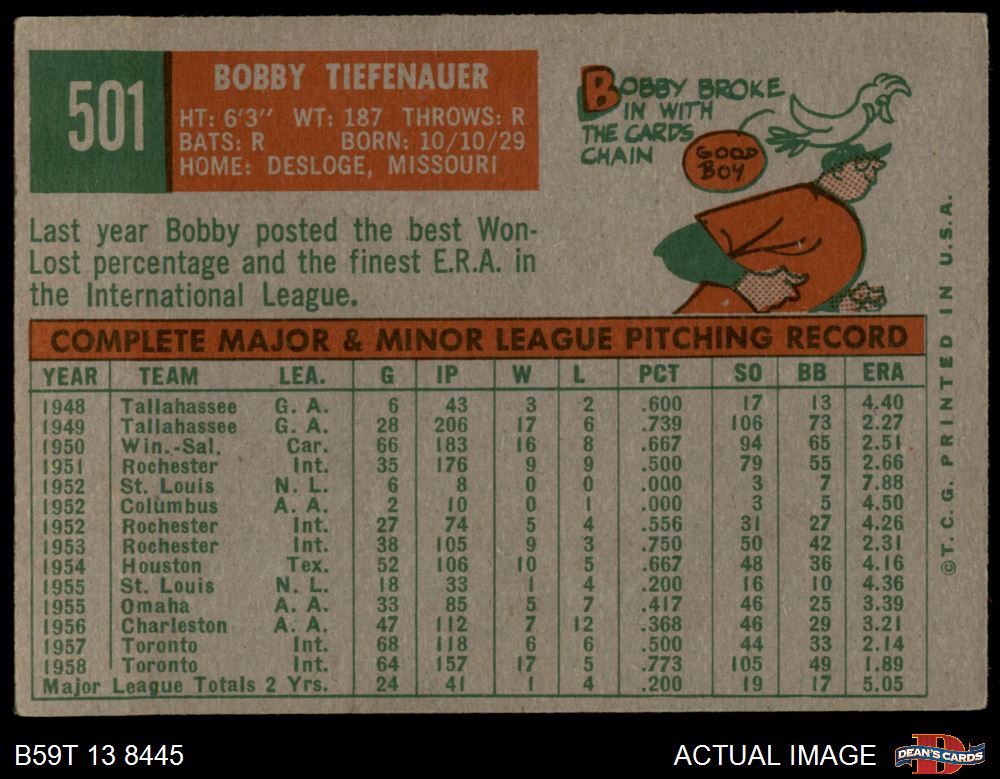 501
BOBBY TIEFENAUER
HT: 6'3" WT: 187 THROWS: R
BATS: R BORN: 10/10/29
HOME: DESLOGE, MISSOURI
BOBBY BROKE
IN WITH
THE CARDS
CHAIN
GOOD
BOY
Last year Bobby posted the best Won-
Lost percentage and the finest E.R.A. in
the International League.
COMPLETE MAJOR & MINOR LEAGUE PITCHING RECORD
YEAR TEAM LEA. G IP W L PCT SO BB ERA
1948 Tallahassee G. A. 6 43 3 2 .600 17 13 4.40
1949 Tallahassee G. A. 28 206 17 6 .739 106 73 2.27
1950 Win.-Sal. Car. 66 183 16 8 .667 94 65 2.51
1951 Rochester Int. 35 176 9 9 .500 79 55 2.66
1952 St. Louis N. L. 6 8 0 0 .000 3 7 7.88
1952 Columbus A. A. 2 10 0 1 .000 3 5 4.50
1952 Rochester Int. 27 74 5 4 .556 31 27 4.26
1953 Rochester Int. 38 105 9 3 .750 50 42 2.31
1954 Houston Tex. 52 106 10 5 .667 48 36 4.16
1955 St. Louis N. L. 18 33 1 4 .200 16 10 4.36
1955 Omaha A. A. 33 85 5 7 .417 46 25 3.39
1956 Charleston A. A. 47 112 7 12 .368 46 29 3.21
1957 Toronto Int. 68 118 6 6 .500 44 33 2.14
1958 Toronto Int. 64 157 17 5 .773 105 49 1.89
Major League Totals 2 Yrs. 24 41 1 4 .200 19 17 5.05
©T. C. G. PRINTED IN U.S.A.
B59T 13 8445
ACTUAL IMAGE
D
DEAN'S CARDS